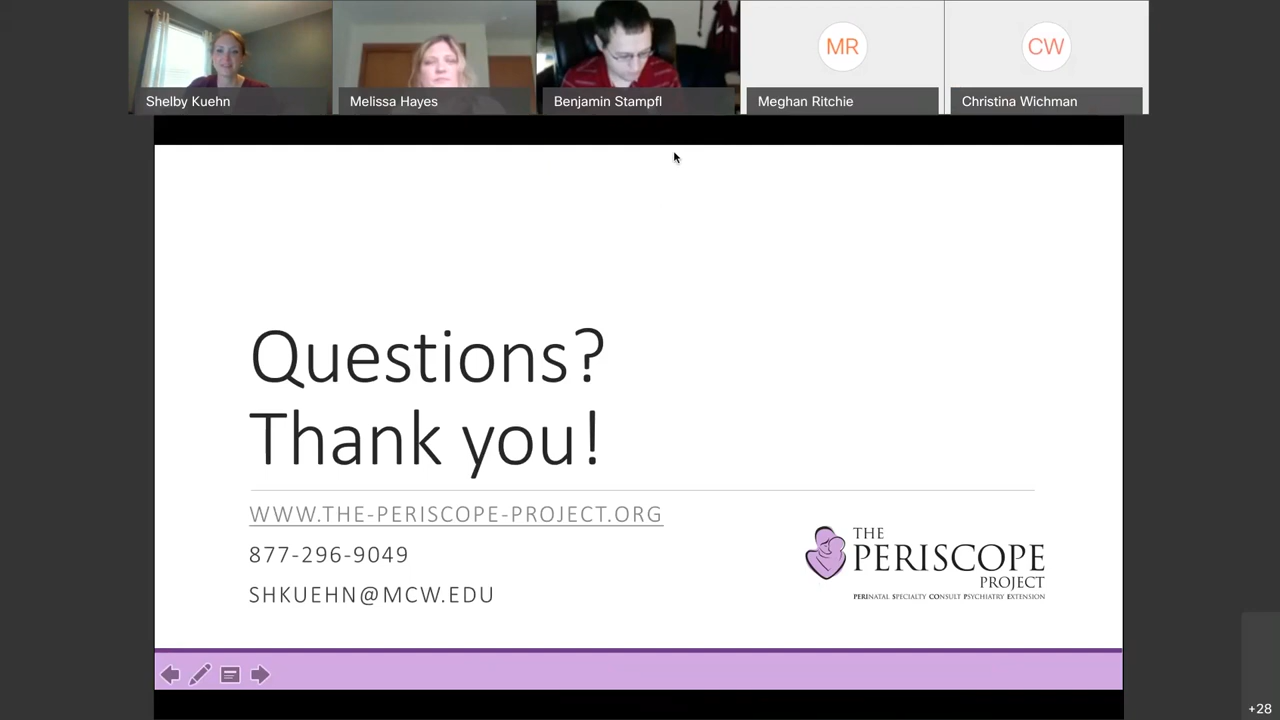 Shelby Kuehn
Melissa Hayes
Benjamin Stampfl
MR
Meghan Ritchie
CW
Christina Wichman
Questions?
Thank you!
WWW.THE-PERISCOPE-PROJECT.ORG
877-296-9049
SHKUEHN@MCW.EDU
THE
PERISCOPE
PROJECT
PERINATAL SPECIALTY CONSULT PSYCHIATRY EXTENSION
+28